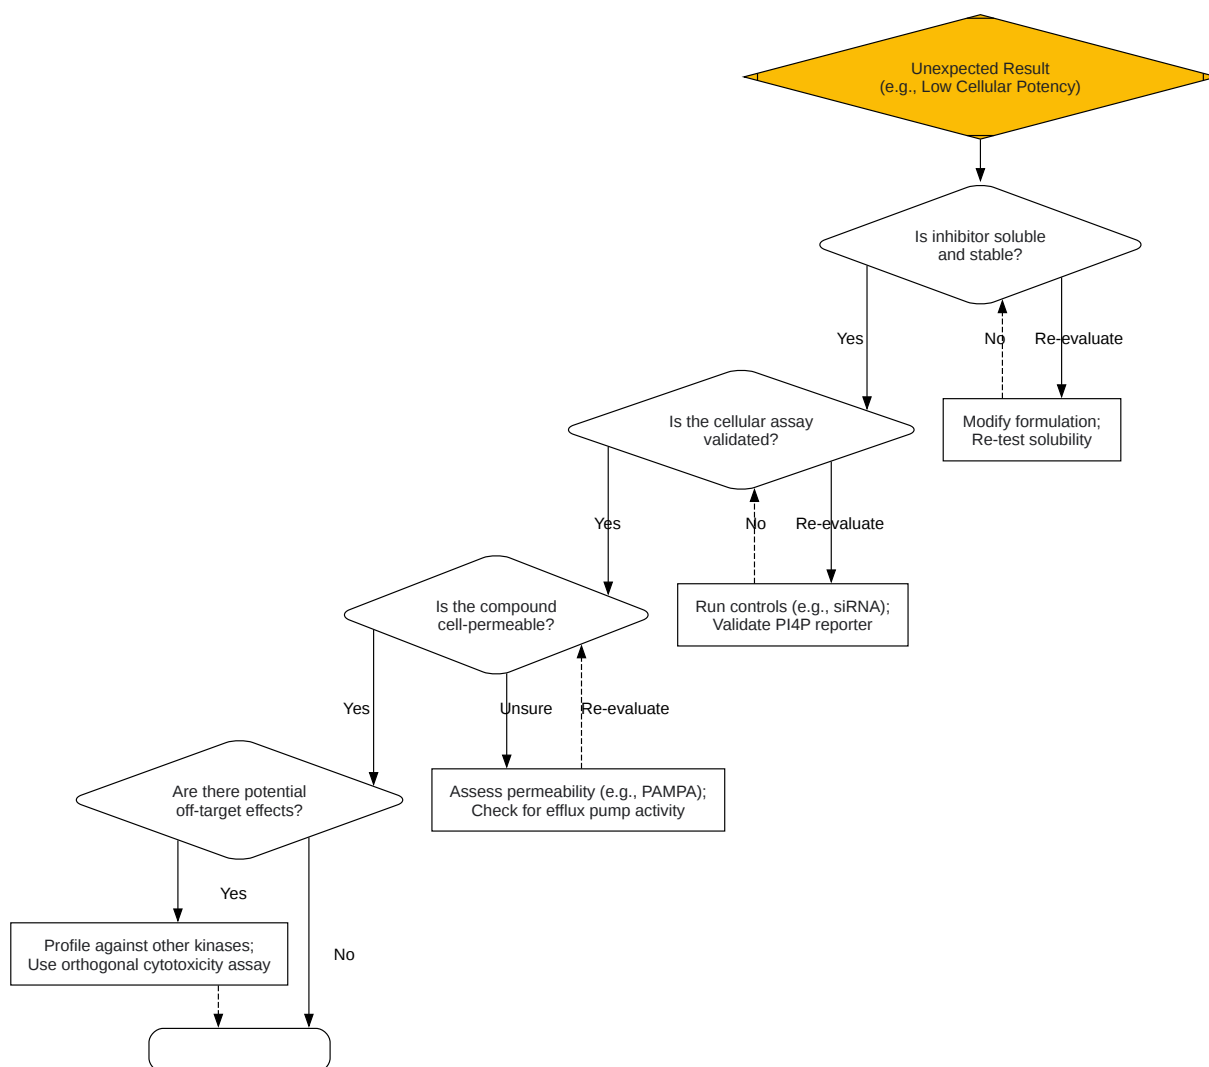 Unexpected Result
(e.g., Low Cellular Potency)
Is inhibitor soluble
and stable?
Yes
No
Re-evaluate
Modify formulation;
Re-test solubility
Is the cellular assay
validated?
Yes
No
Re-evaluate
Run controls (e.g., siRNA);
Validate PI4P reporter
Is the compound
cell-permeable?
Yes
Unsure
Re-evaluate
Assess permeability (e.g., PAMPA);
Check for efflux pump activity
Are there potential
off-target effects?
Yes
No
Profile against other kinases;
Use orthogonal cytotoxicity assay